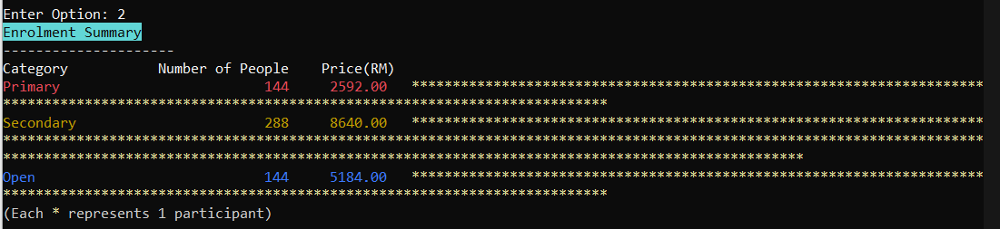 Enter Option: 2
Enrolment Summary
---------------------
Category           Number of People    Price(RM)
Primary                         144     2592.00   **********************************************************************
**************************************************************************
Secondary                       288     8640.00   **********************************************************************
************************************************************************************************************************
**************************************************************************************************
Open                            144     5184.00   **********************************************************************
**************************************************************************
(Each * represents 1 participant)